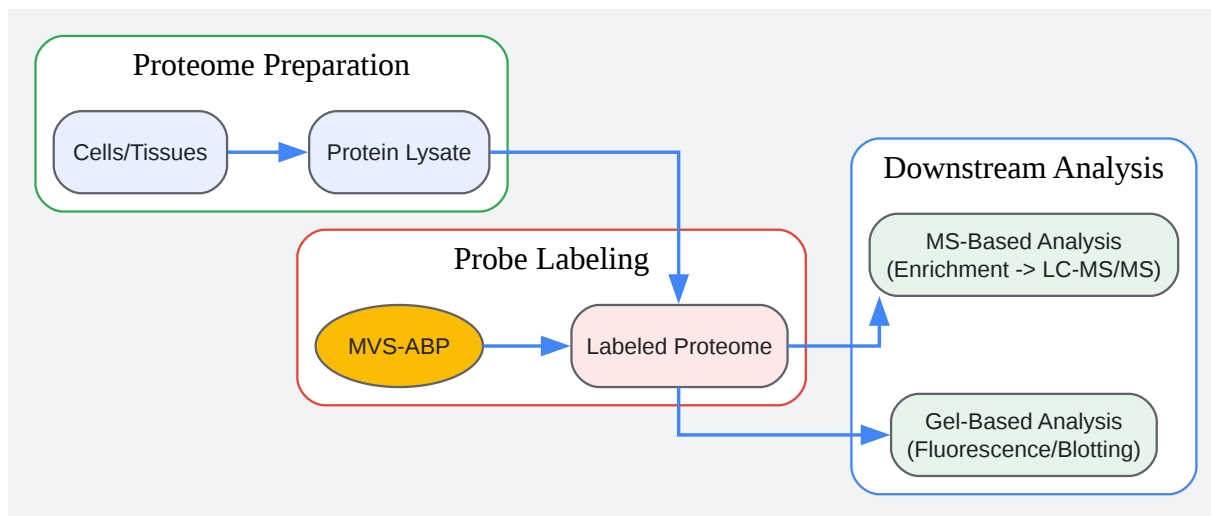 Proteome Preparation
Cells/Tissues
Protein Lysate
Probe Labeling
MVS-ABP
Labeled Proteome
Downstream Analysis
MS-Based Analysis
(Enrichment -> LC-MS/MS)
Gel-Based Analysis
(Fluorescence/Blotting)